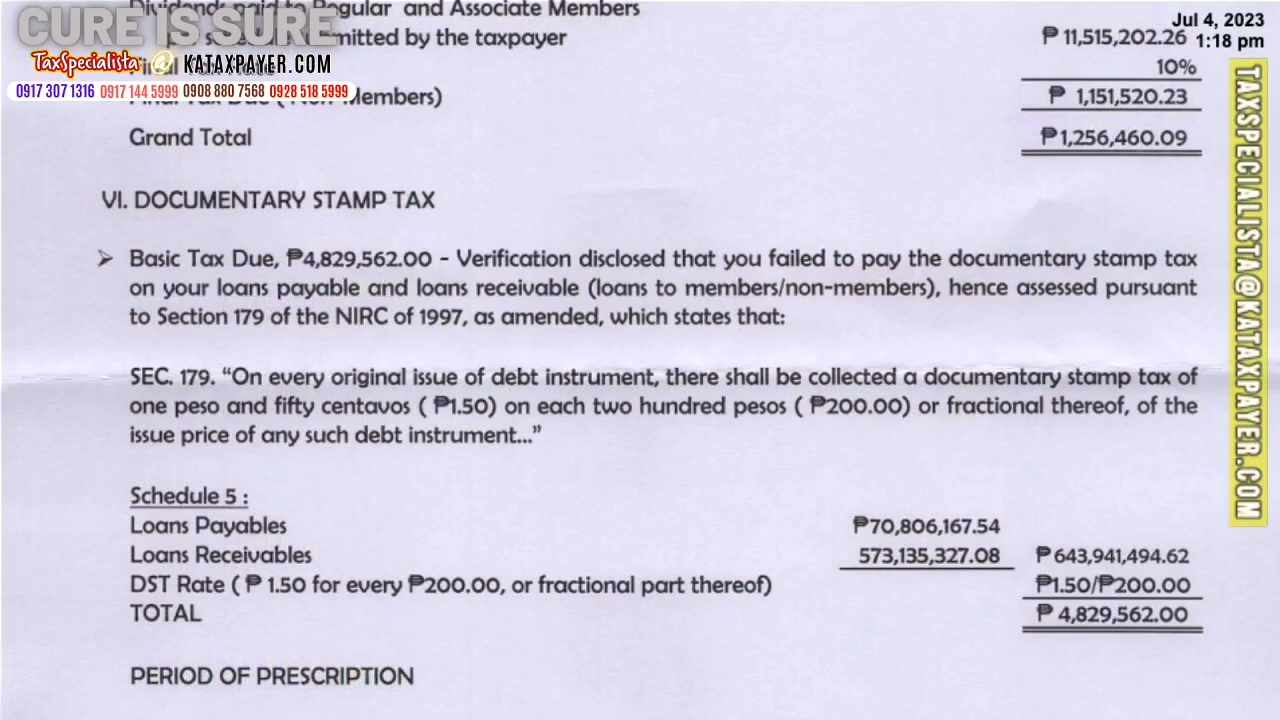 Dividends paid to Regular and Associate Members
CURE IS SURE
Jul 4, 2023
mitted by the taxpayer
₱ 11,515,202.26
1:18 pm
TaxSpecialista @ KATAXPAYER.COM
10%
0917 307 1316 0917 144 5999 0908 880 7568 0928 518 5999
Members)
₱ 1,151,520.23
Grand Total
₱1,256,460.09
TAXSPECIALISTA@KATAXPAYER.COM
VI. DOCUMENTARY STAMP TAX
➢ Basic Tax Due, ₱4,829,562.00 - Verification disclosed that you failed to pay the documentary stamp tax
on your loans payable and loans receivable (loans to members/non-members), hence assessed pursuant
to Section 179 of the NIRC of 1997, as amended, which states that:
SEC. 179. “On every original issue of debt instrument, there shall be collected a documentary stamp tax of
one peso and fifty centavos ( ₱1.50) on each two hundred pesos ( ₱200.00) or fractional thereof, of the
issue price of any such debt instrument...”
Schedule 5 :
Loans Payables ₱70,806,167.54
Loans Receivables 573,135,327.08 ₱643,941,494.62
DST Rate ( ₱ 1.50 for every ₱200.00, or fractional part thereof) ₱1.50/₱200.00
TOTAL ₱ 4,829,562.00
PERIOD OF PRESCRIPTION